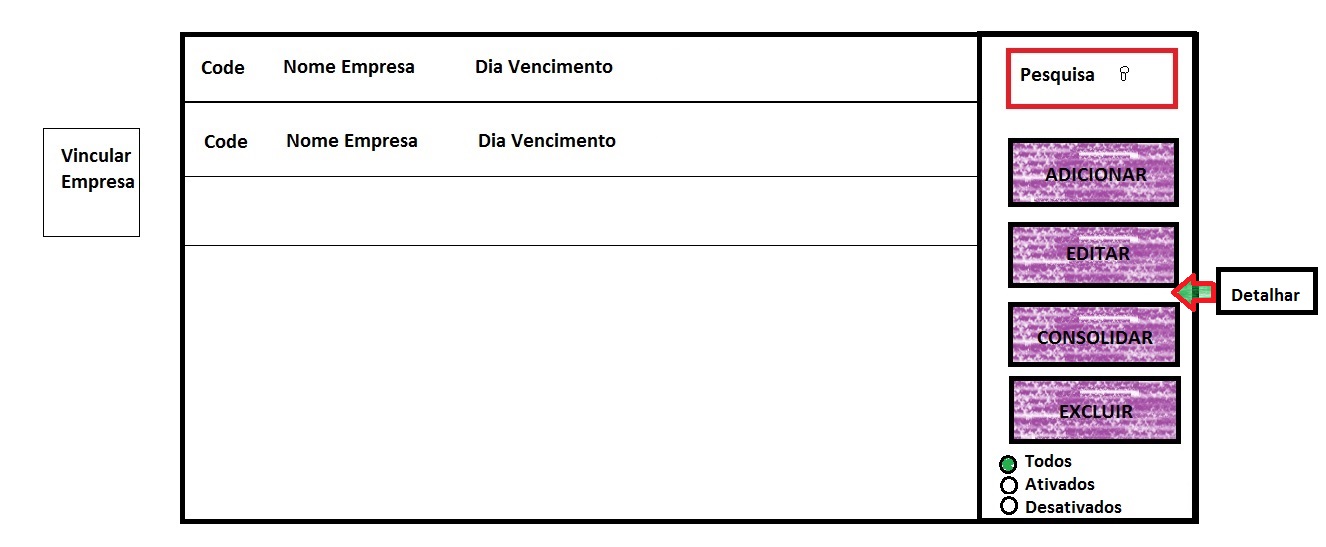 Code Nome Empresa Dia Vencimento
Code Nome Empresa Dia Vencimento
Vincular
Empresa
Pesquisa
ADICIONAR
EDITAR
Detalhar
CONSOLIDAR
EXCLUIR
Todos
Ativados
Desativados